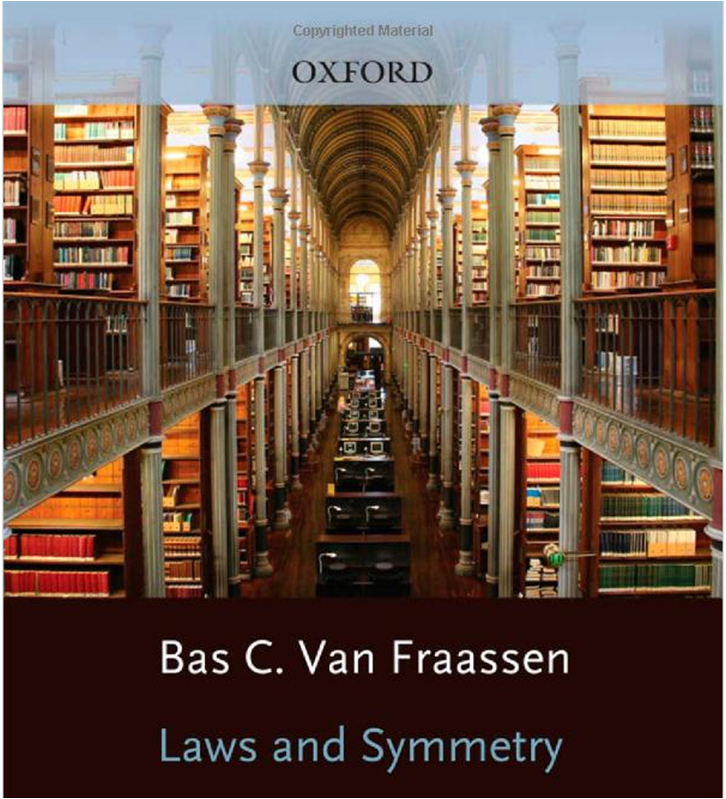 Copyrighted Material
OXFORD
Bas C. Van Fraassen
Laws and Symmetry